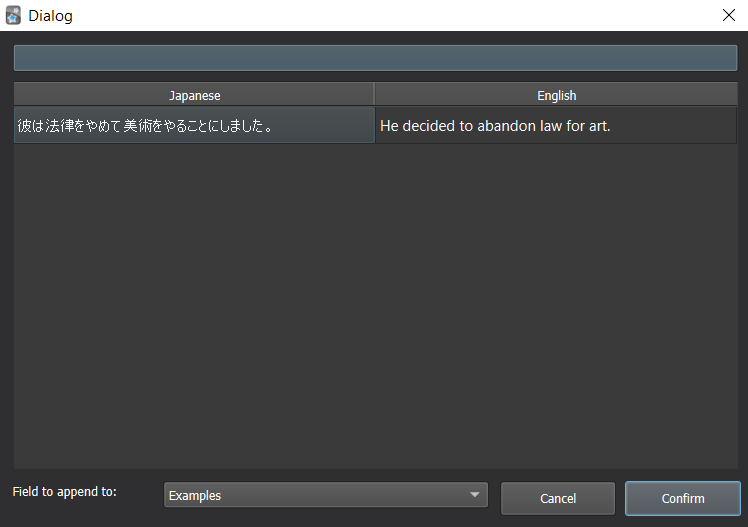 Dialog
Japanese English
彼は法律をやめて美術をやることにしました。 He decided to abandon law for art.
Field to append to: Examples Cancel Confirm